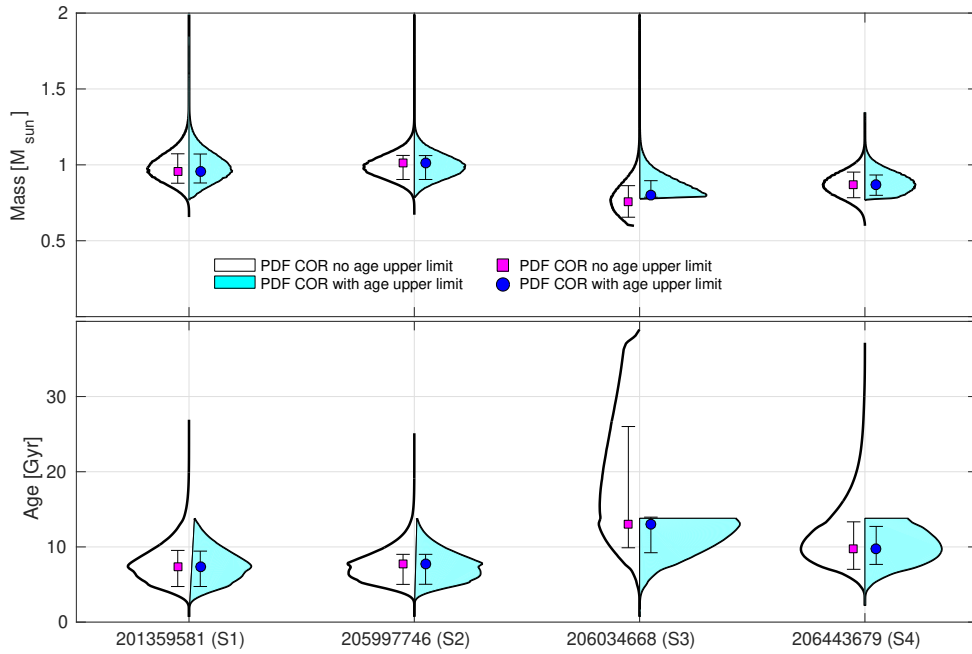 2
1.5
1
0.5
Mass [M sun ]
PDF COR no age upper limit
PDF COR with age upper limit
PDF COR no age upper limit
PDF COR with age upper limit
30
20
10
0
Age [Gyr]
201359581 (S1)
205997746 (S2)
206034668 (S3)
206443679 (S4)